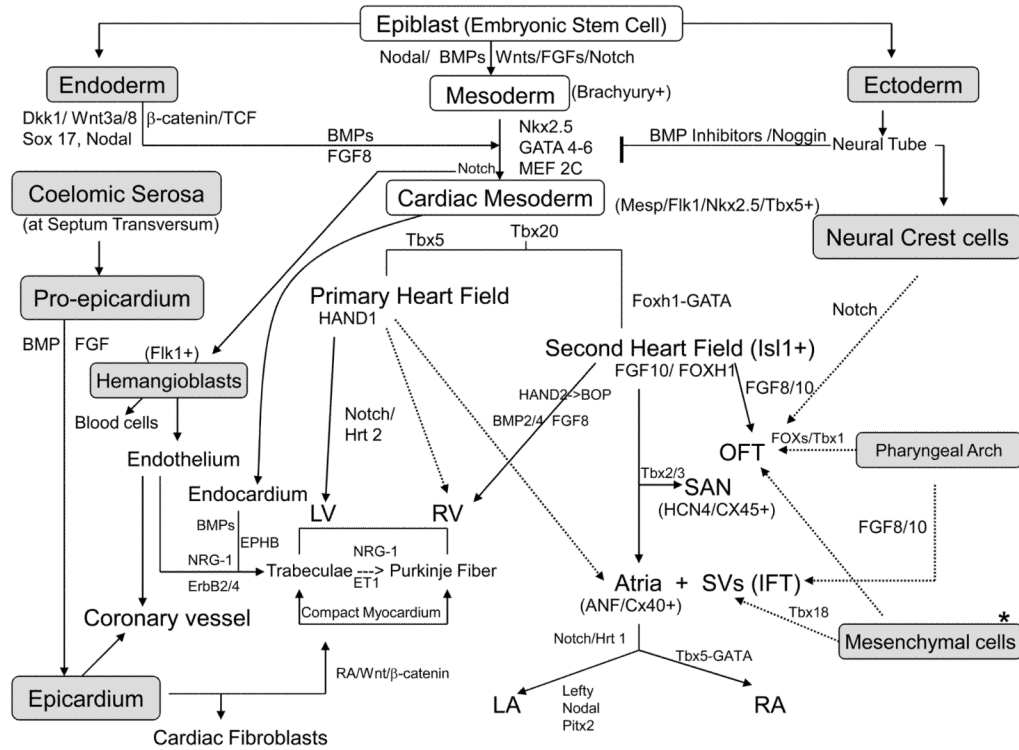 Epiblast (Embryonic Stem Cell)
Nodal/ BMPs
Wnts/FGFs/Notch
Endoderm
Mesoderm
(Brachyury+)
Ectoderm
Dkk1/ Wnt3a/8
Sox 17, Nodal
β-catenin/TCF
BMPs
FGF8
Nkx2.5
GATA 4-6
MEF 2C
BMP Inhibitors /Noggin
Neural Tube
Notch
Coelomic Serosa
(at Septum Transversum)
Cardiac Mesoderm
(Mesp/Flk1/Nkx2.5/Tbx5+)
Neural Crest cells
Tbx5
Tbx20
Pro-epicardium
Primary Heart Field
HAND1
Foxh1-GATA
Notch
BMP
FGF
(Flk1+)
Hemangioblasts
Second Heart Field (Isl1+)
FGF10/ FOXH1
Blood cells
Notch/
Hrt 2
HAND2->BOP
BMP2/4
FGF8
FGF8/10
OFT
FOXs/Tbx1
Pharyngeal Arch
Endothelium
Endocardium
LV
RV
Tbx2/3
SAN
(HCN4/CX45+)
BMPs
EPHB
FGF8/10
NRG-1
ErbB2/4
Trabeculae
NRG-1
--->
ET1
Purkinje Fiber
Compact Myocardium
Atria + SVs (IFT)
(ANF/Cx40+)
Coronary vessel
Tbx18
*
Mesenchymal cells
Notch/Hrt 1
Tbx5-GATA
RA/Wnt/β-catenin
Epicardium
LA
Lefty
Nodal
Pitx2
RA
Cardiac Fibroblasts